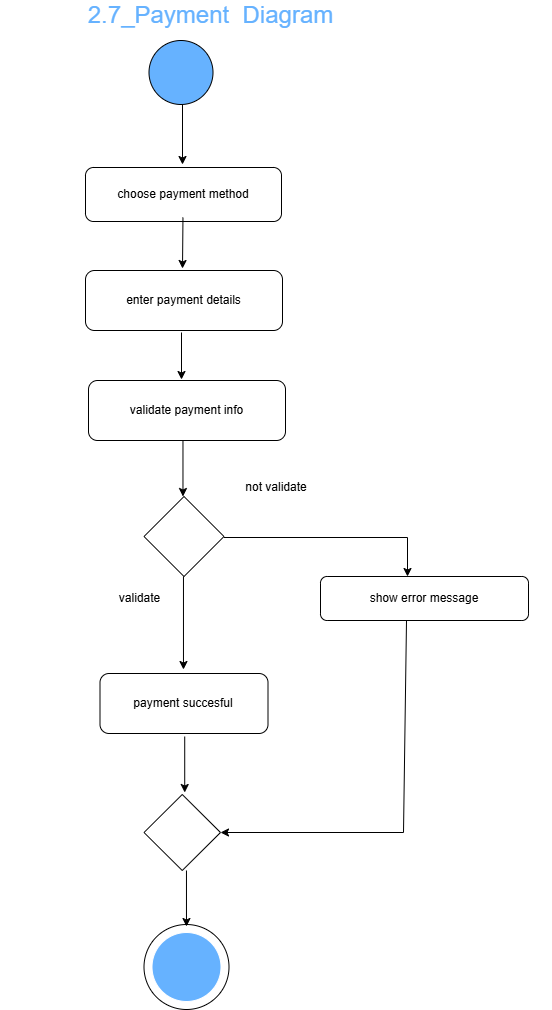 2.7_Payment Diagram
choose payment method
enter payment details
validate payment info
not validate
validate
show error message
payment succesful